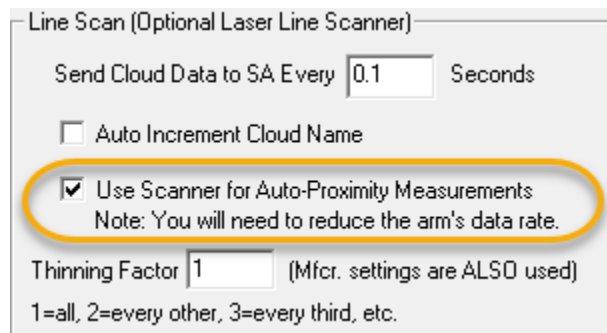 Line Scan (Optional Laser Line Scanner)
Send Cloud Data to SA Every 0.1 Seconds
Auto Increment Cloud Name
Use Scanner for Auto-Proximity Measurements
Note: You will need to reduce the arm's data rate.
Thinning Factor 1 (Mfcr. settings are ALSO used)
1=all, 2=every other, 3=every third, etc.